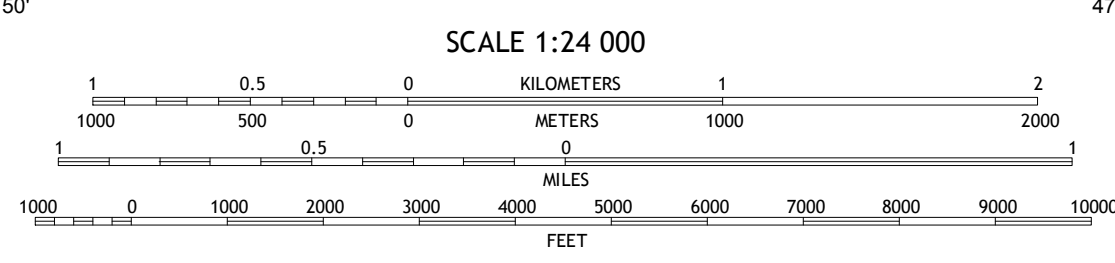 50' 47
SCALE 1:24 000
1 0.5 0 KILOMETERS 1 2
1000 500 0 METERS 1000 2000
1 0.5 0 1
MILES
1000 0 1000 2000 3000 4000 5000 6000 7000 8000 9000 10000
FEET